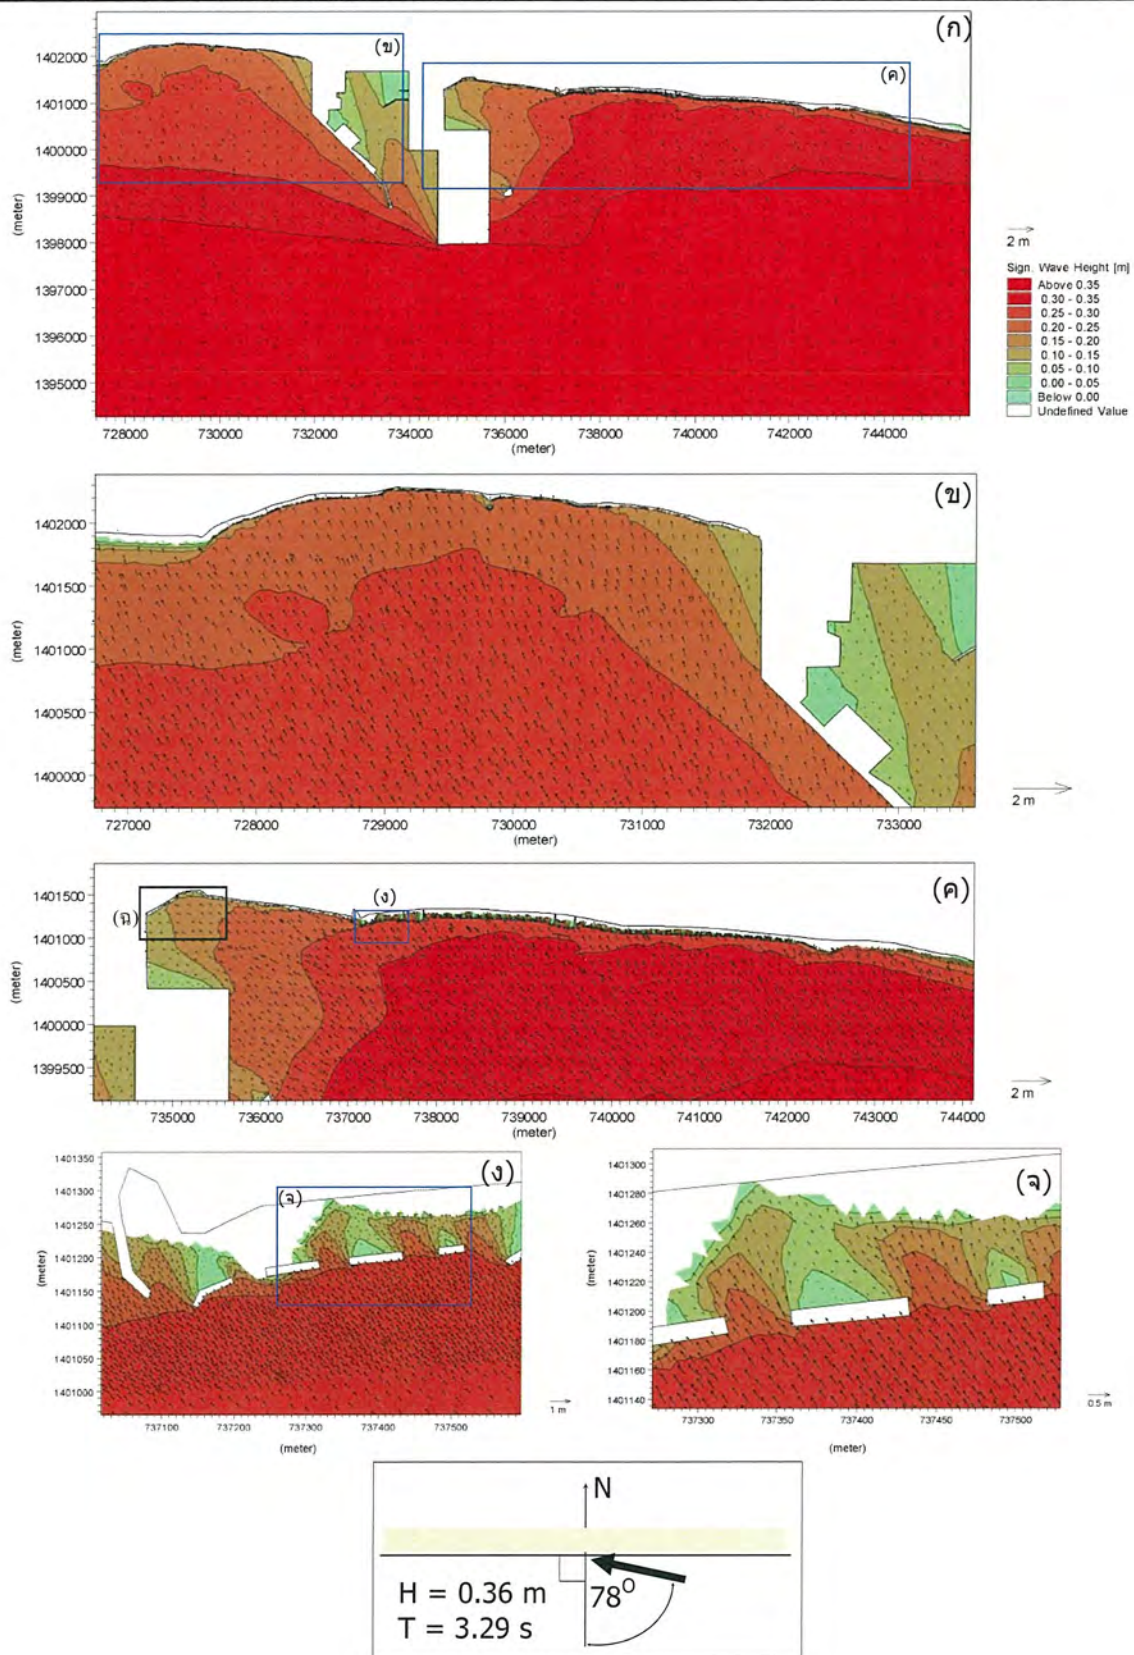 (ก)
(ข)
(ค)
1402000
1401000
1400000
1399000
1398000
1397000
1396000
1395000
(meter)
728000 730000 732000 734000 736000 738000 740000 742000 744000
(meter)
2 m
Sign. Wave Height [m]
Above 0.35
0.30 - 0.35
0.25 - 0.30
0.20 - 0.25
0.15 - 0.20
0.10 - 0.15
0.05 - 0.10
0.00 - 0.05
Below 0.00
Undefined Value
(ข)
1402000
1401500
1401000
1400500
1400000
(meter)
727000 728000 729000 730000 731000 732000 733000
(meter)
2 m
(ค)
(ฉ)
(ง)
1401500
1401000
1400500
1400000
1399500
(meter)
735000 736000 737000 738000 739000 740000 741000 742000 743000 744000
(meter)
2 m
(ง)
(จ)
1401350
1401300
1401250
1401200
1401150
1401100
1401050
1401000
(meter)
737100 737200 737300 737400 737500
(meter)
1 m
(จ)
1401300
1401280
1401260
1401240
1401220
1401200
1401180
1401160
1401140
(meter)
737300 737350 737400 737450 737500
(meter)
0.5 m
N
H = 0.36 m
T = 3.29 s
78°